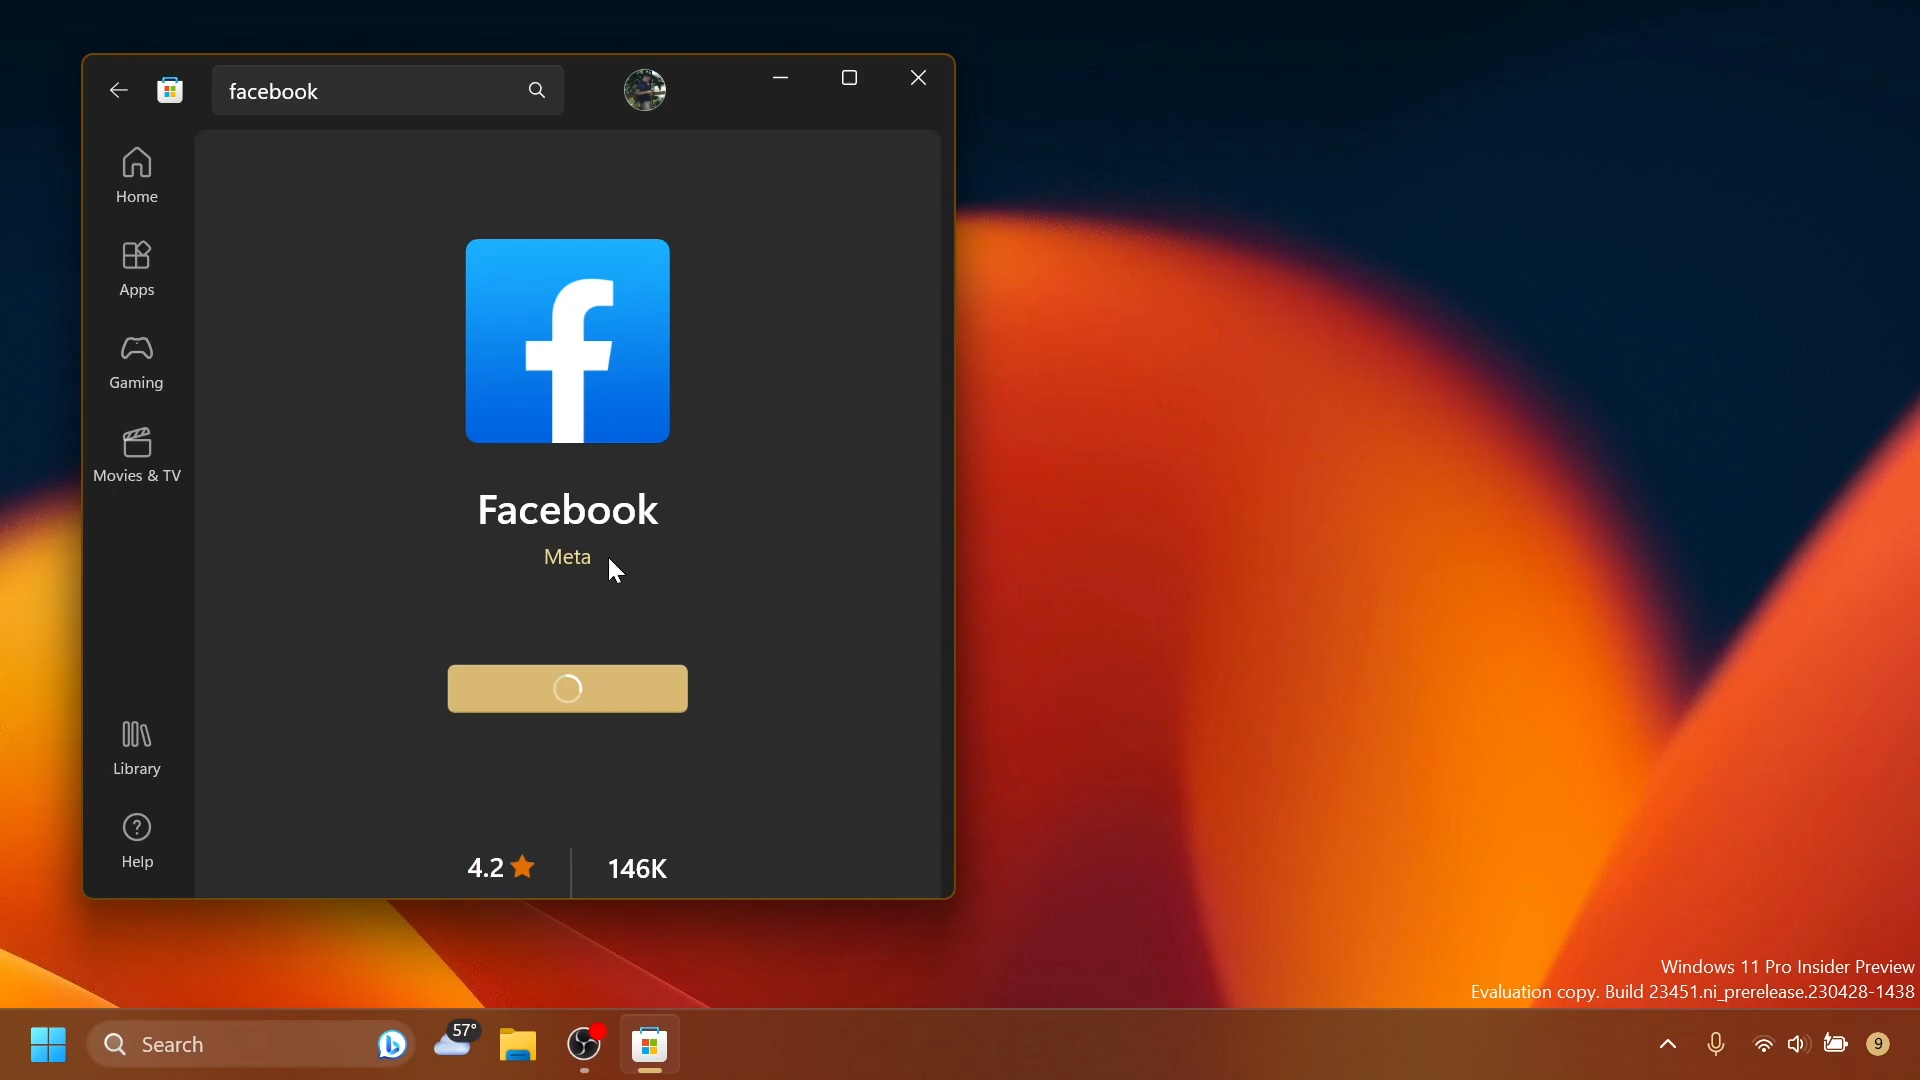 facebook
Home
Apps
Gaming
Movies & TV
Library
Help
Facebook
Meta
4.2
146K
Windows 11 Pro Insider Preview
Evaluation copy. Build 23451.ni_prerelease.230428-1438
Search
57°
9